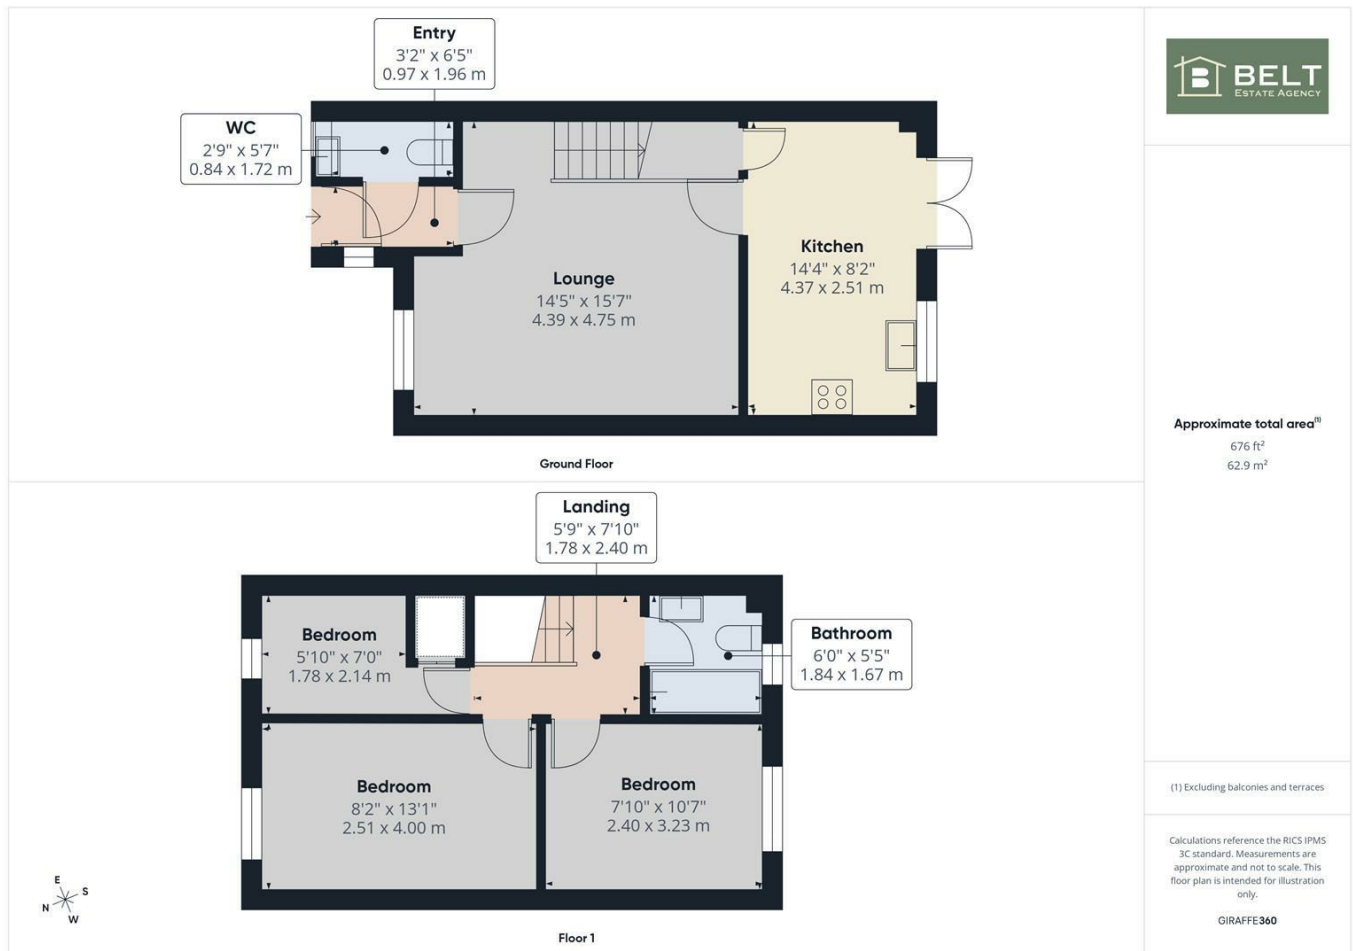 Entry
3'2" x 6'5"
0.97 x 1.96 m
WC
2'9" x 5'7"
0.84 x 1.72 m
Lounge
14'5" x 15'7"
4.39 x 4.75 m
Kitchen
14'4" x 8'2"
4.37 x 2.51 m
Ground Floor
Landing
5'9" x 7'10"
1.78 x 2.40 m
Bedroom
5'10" x 7'0"
1.78 x 2.14 m
Bathroom
6'0" x 5'5"
1.84 x 1.67 m
Bedroom
8'2" x 13'1"
2.51 x 4.00 m
Bedroom
7'10" x 10'7"
2.40 x 3.23 m
E
S
N
W
Floor 1
B BELT
ESTATE AGENCY
Approximate total area(1)
676 ft²
62.9 m²
(1) Excluding balconies and terraces
Calculations reference the RICS IPMS
3C standard. Measurements are
approximate and not to scale. This
floor plan is intended for illustration
only.
GIRAFFE360